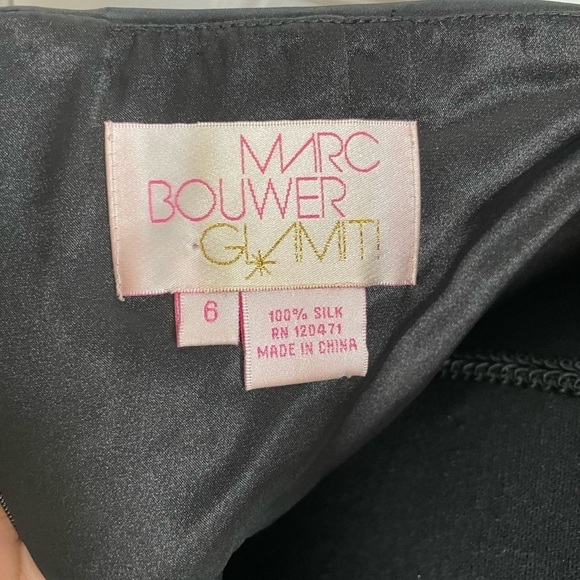 MARC
BOUWER
GLAMIT!
6
100% SILK
RN 120471
MADE IN CHINA